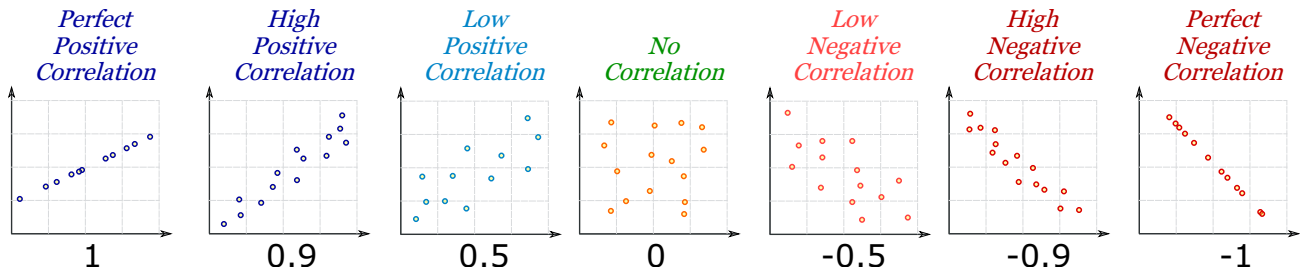 Perfect
Positive
Correlation
1
High
Positive
Correlation
0.9
Low
Positive
Correlation
0.5
No
Correlation
0
Low
Negative
Correlation
-0.5
High
Negative
Correlation
-0.9
Perfect
Negative
Correlation
-1